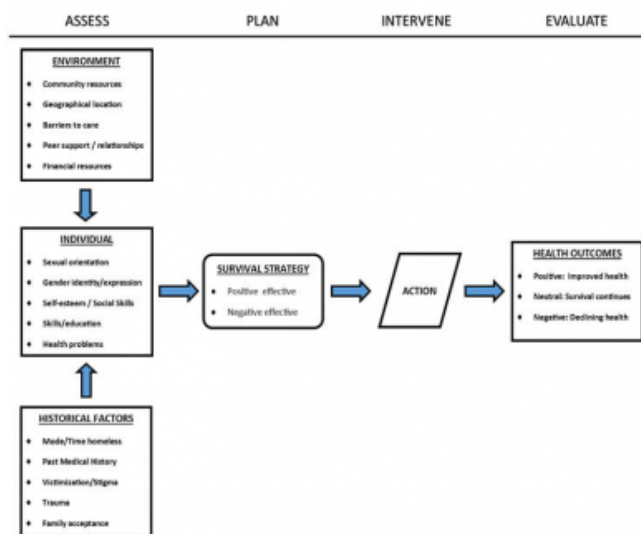 ASSESS PLAN INTERVENE EVALUATE
ENVIRONMENT
♦ Community resources
♦ Geographical location
♦ Barriers to care
♦ Peer support / relationships
♦ Financial resources
INDIVIDUAL
♦ Sexual orientation
♦ Gender identity/expression
♦ Self-esteem / Social Skills
♦ Skills/education
♦ Health problems
HISTORICAL FACTORS
♦ Mode/Time homeless
♦ Past Medical History
♦ Victimization/Stigma
♦ Trauma
♦ Family acceptance
SURVIVAL STRATEGY
♦ Positive effective
♦ Negative effective
ACTION
HEALTH OUTCOMES
♦ Positive: Improved health
♦ Neutral: Survival continues
♦ Negative: Declining health